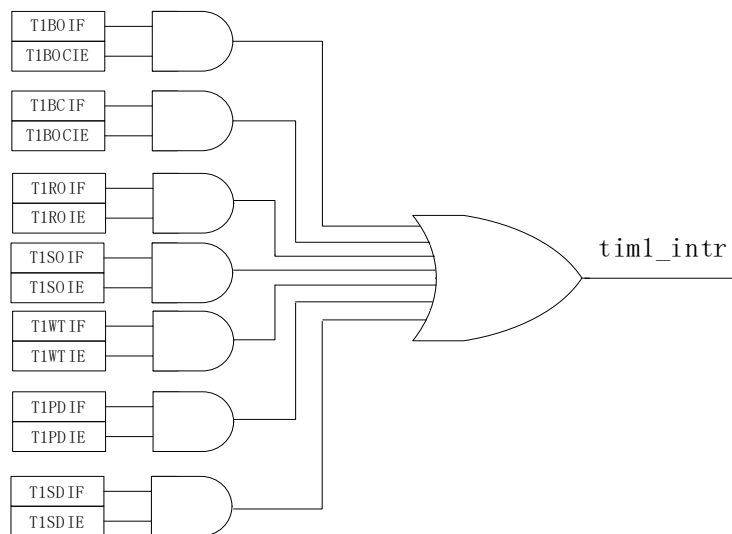 T1BOIF
T1BOCIE
T1BCIF
T1BOCIE
T1ROIF
T1ROIE
T1SOIF
T1SOIE
tim1_intr
T1WTIF
T1WTIE
T1PDIF
T1PDIE
T1SDIF
T1SDIE